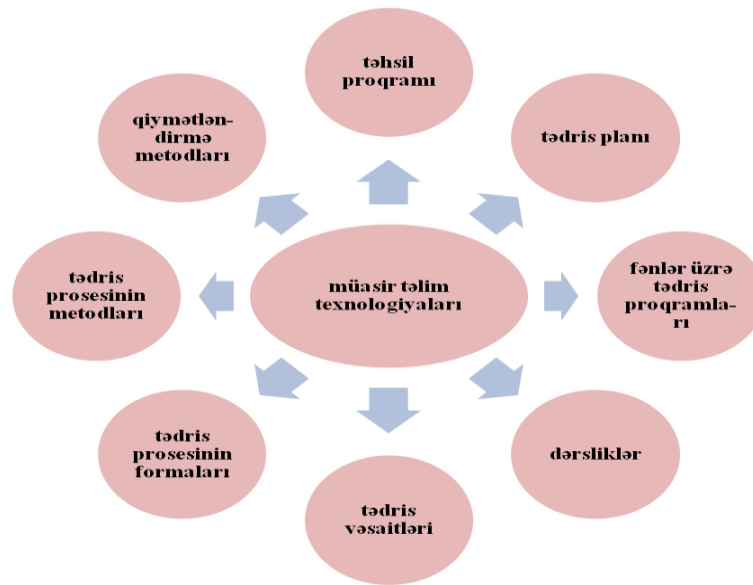 təhsil
proqramı
tədris planı
fənlər üzrə
tədris
proqramla-
rı
dərsliklər
tədris
vəsaitləri
tədris
prosesinin
formaları
tədris
prosesinin
metodları
qiymətlən-
dirmə
metodları
müasir təlim
texnologiyaları